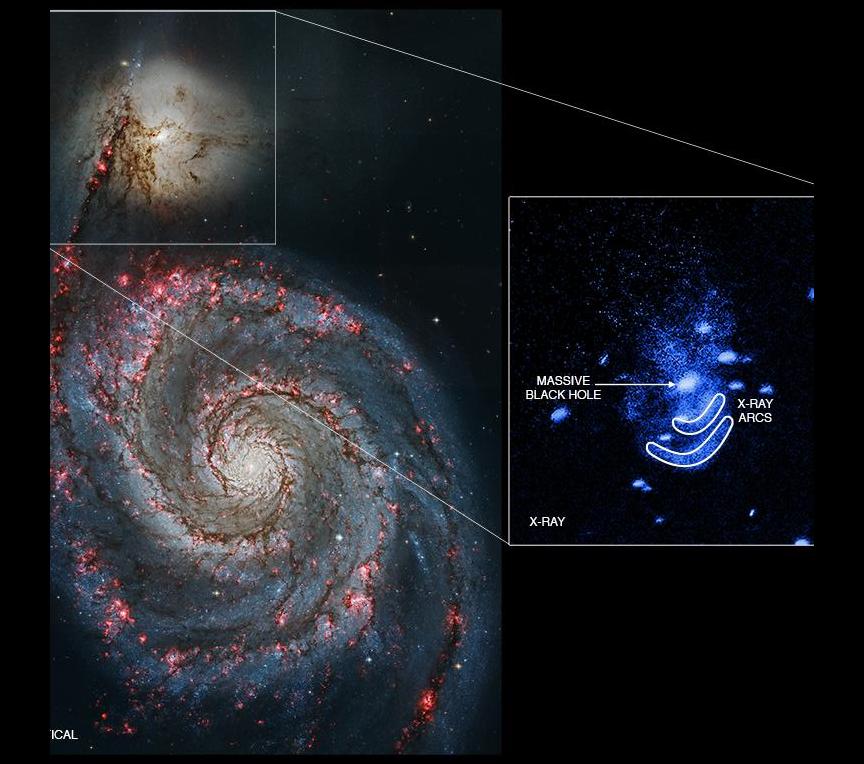 MASSIVE
BLACK HOLE
X-RAY
ARCS
X-RAY
ICAL